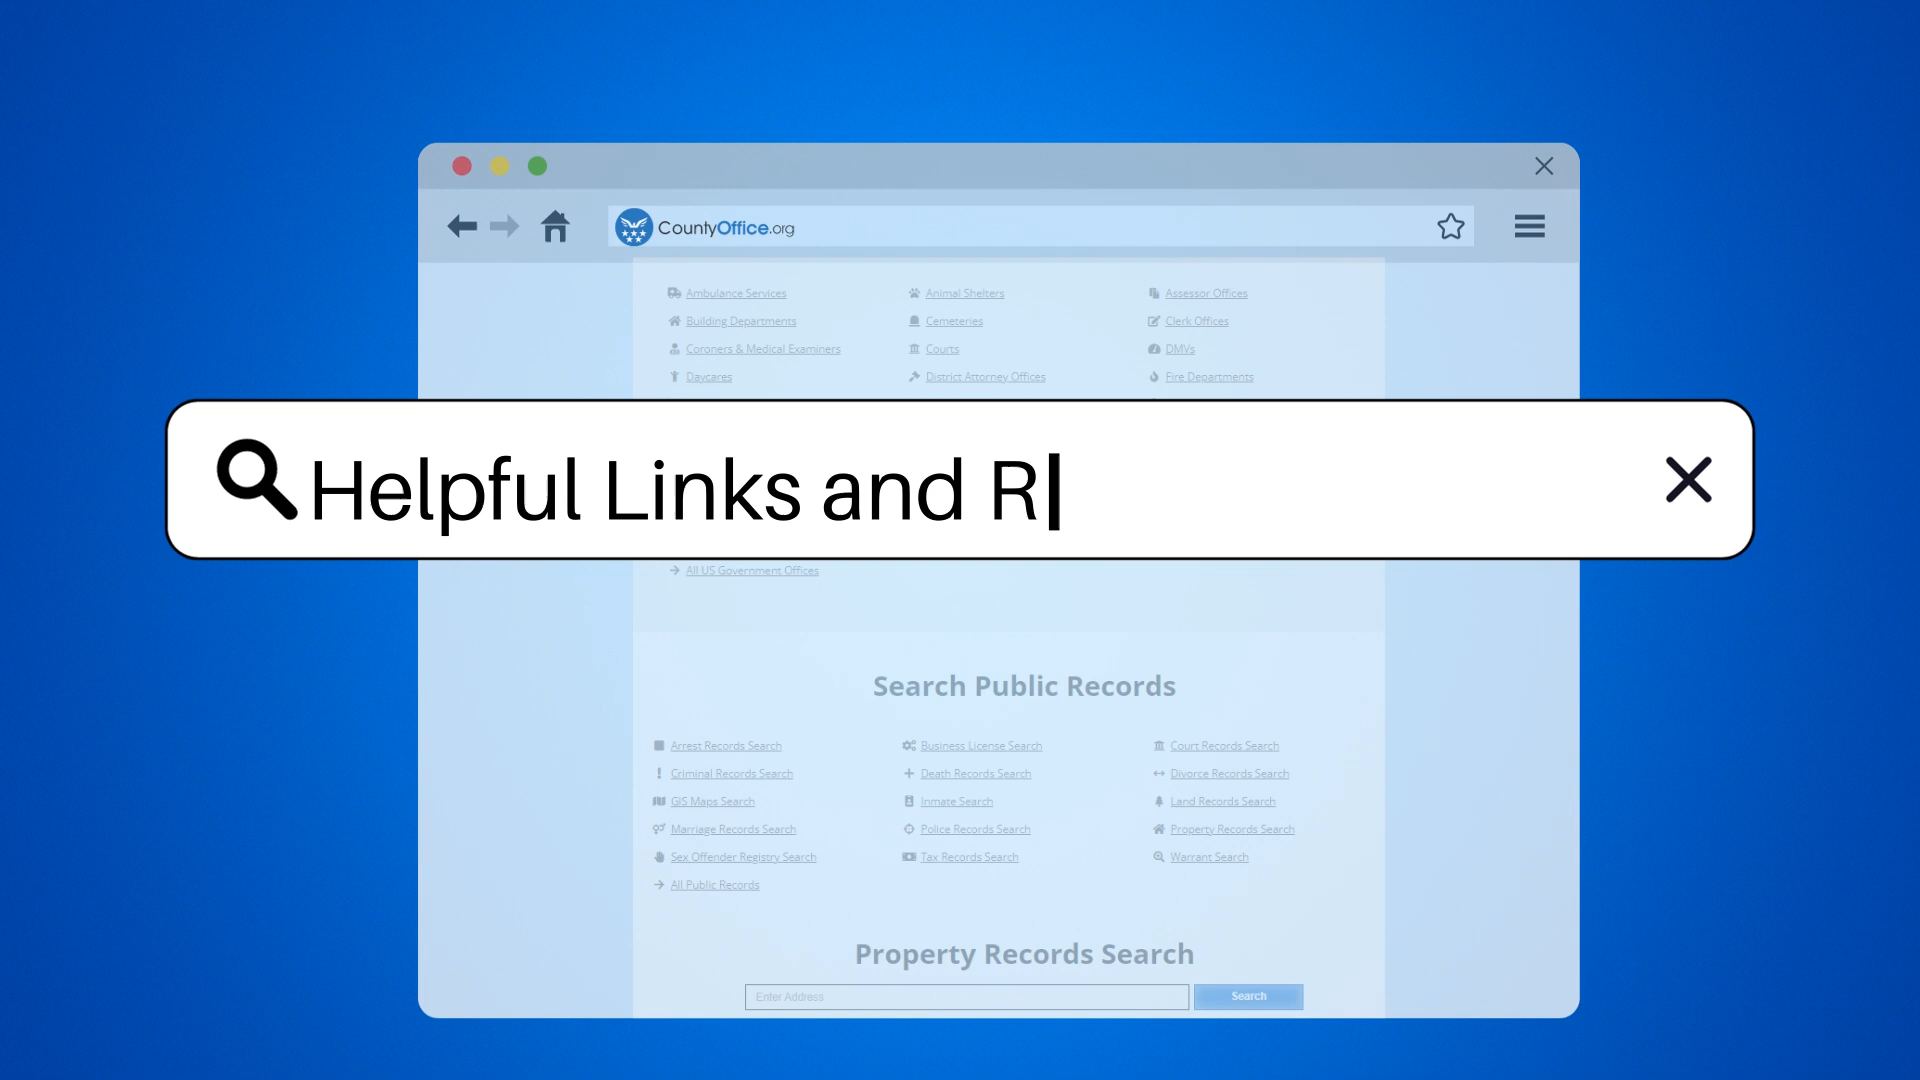 CountyOffice.org
Ambulance Services Animal Shelters Assessor Offices
Building Departments Cemeteries Clerk Offices
Coroners & Medical Examiners Courts DMVs
Daycares District Attorney Offices Fire Departments
Helpful Links and R
All US Government Offices
Search Public Records
Arrest Records Search Business License Search Court Records Search
Criminal Records Search Death Records Search Divorce Records Search
GIS Maps Search Inmate Search Land Records Search
Marriage Records Search Police Records Search Property Records Search
Sex Offender Registry Search Tax Records Search Warrant Search
All Public Records
Property Records Search
Enter Address Search